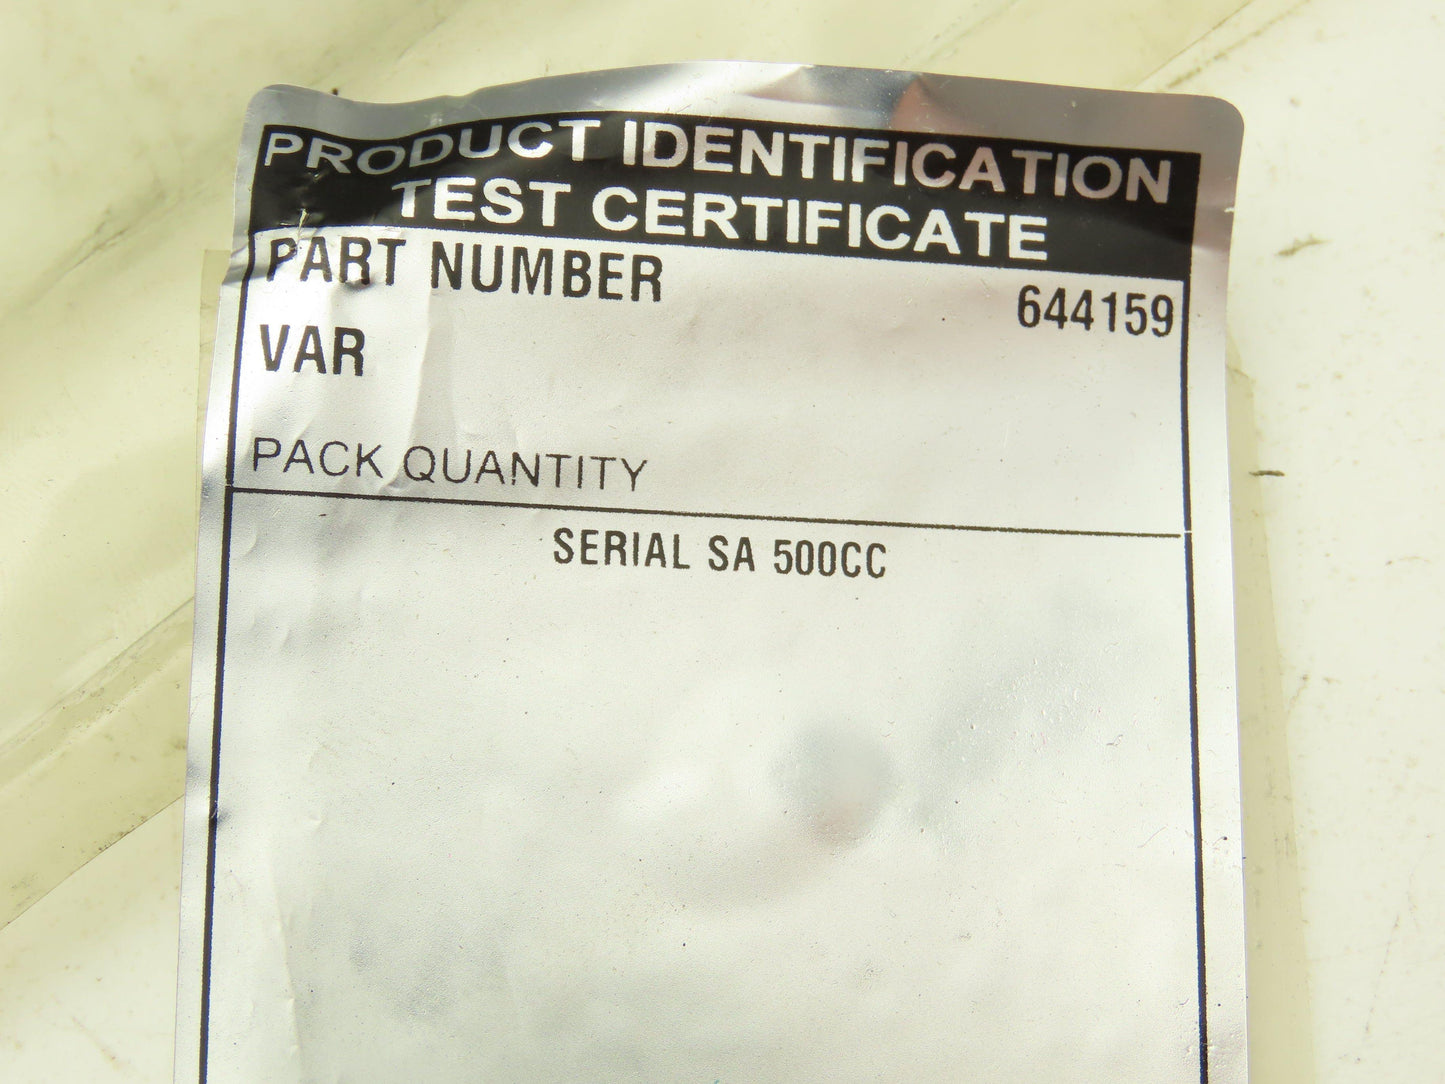 PRODUCT IDENTIFICATION
TEST CERTIFICATE
PART NUMBER 644159
VAR
PACK QUANTITY
SERIAL SA 500CC